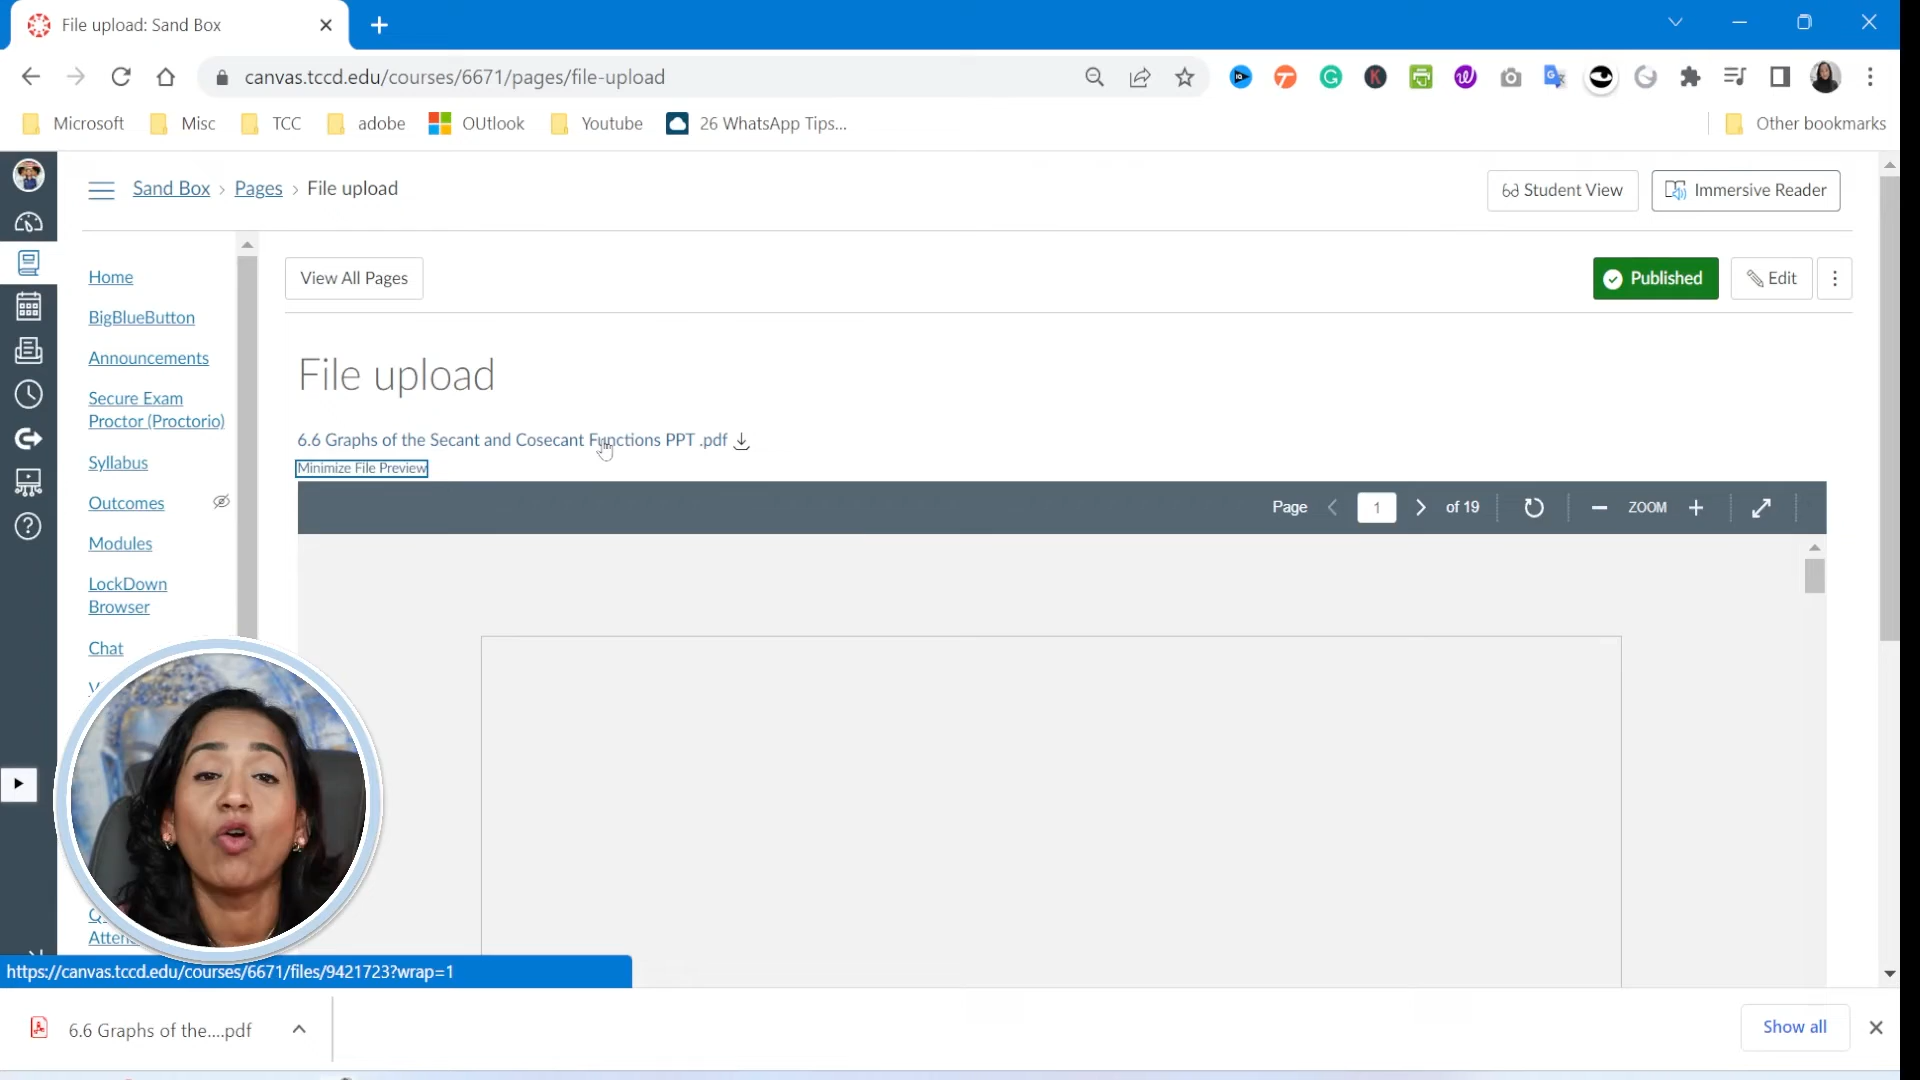 File upload: Sand Box
canvas.tccd.edu/courses/6671/pages/file-upload
Microsoft Misc TCC adobe OUtlook Youtube 26 WhatsApp Tips... Other bookmarks
Sand Box > Pages > File upload
Student View Immersive Reader
View All Pages
Published Edit
Home
BigBlueButton
Announcements
Secure Exam
Proctor (Proctorio)
Syllabus
Outcomes
Modules
LockDown
Browser
Chat
File upload
6.6 Graphs of the Secant and Cosecant Functions PPT .pdf
Minimize File Preview
Page 1 of 19 ZOOM
https://canvas.tccd.edu/courses/6671/files/9421723?wrap=1
6.6 Graphs of the....pdf
Show all